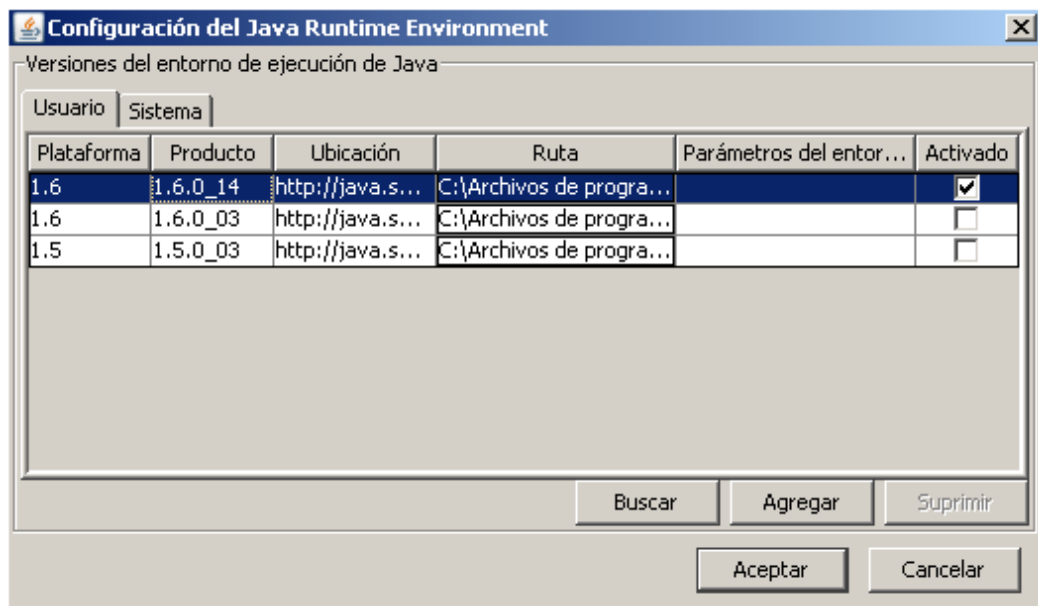 Configuración del Java Runtime Environment
Versiones del entorno de ejecución de Java
Usuario Sistema
Plataforma Producto Ubicación Ruta Parámetros del entor... Activado
1.6 1.6.0_14 http://java.s... C:\Archivos de progra...
1.6 1.6.0_03 http://java.s... C:\Archivos de progra...
1.5 1.5.0_03 http://java.s... C:\Archivos de progra...
Buscar Agregar Suprimir
Aceptar Cancelar